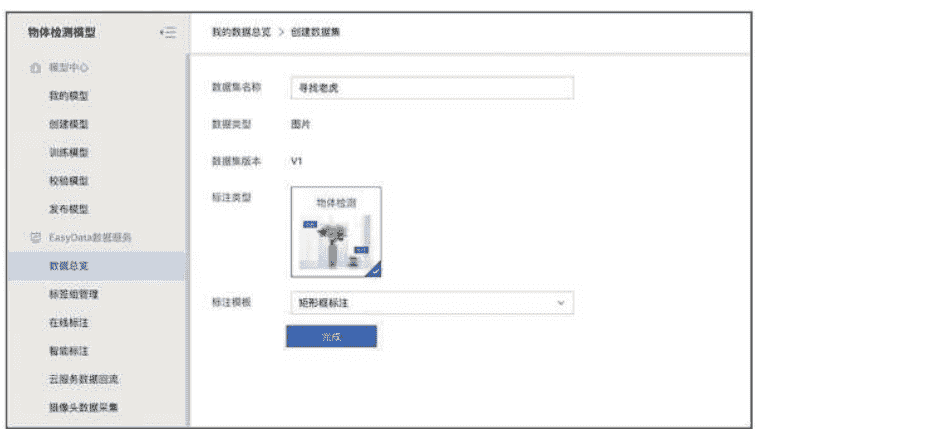 物体检测模型
我的数据总览 > 创建数据集
模型中心
我的模型
创建模型
训练模型
校验模型
发布模型
EasyData数据服务
数据总览
标签组管理
在线标注
智能标注
云服务数据回流
摄像头数据采集
数据集名称 寻找老虎
数据类型 图片
数据集版本 V1
标注类型
物体检测
标注模板 矩形框标注
完成